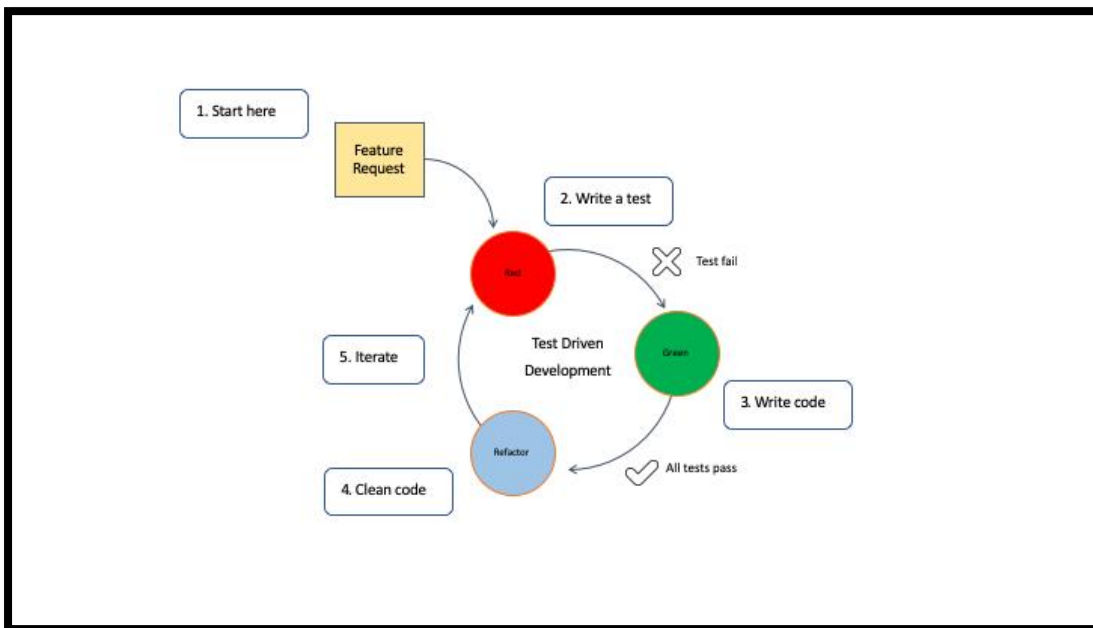 1. Start here
Feature
Request
2. Write a test
Red
Test fail
Test Driven
Development
Green
5. Iterate
3. Write code
Refactor
All tests pass
4. Clean code